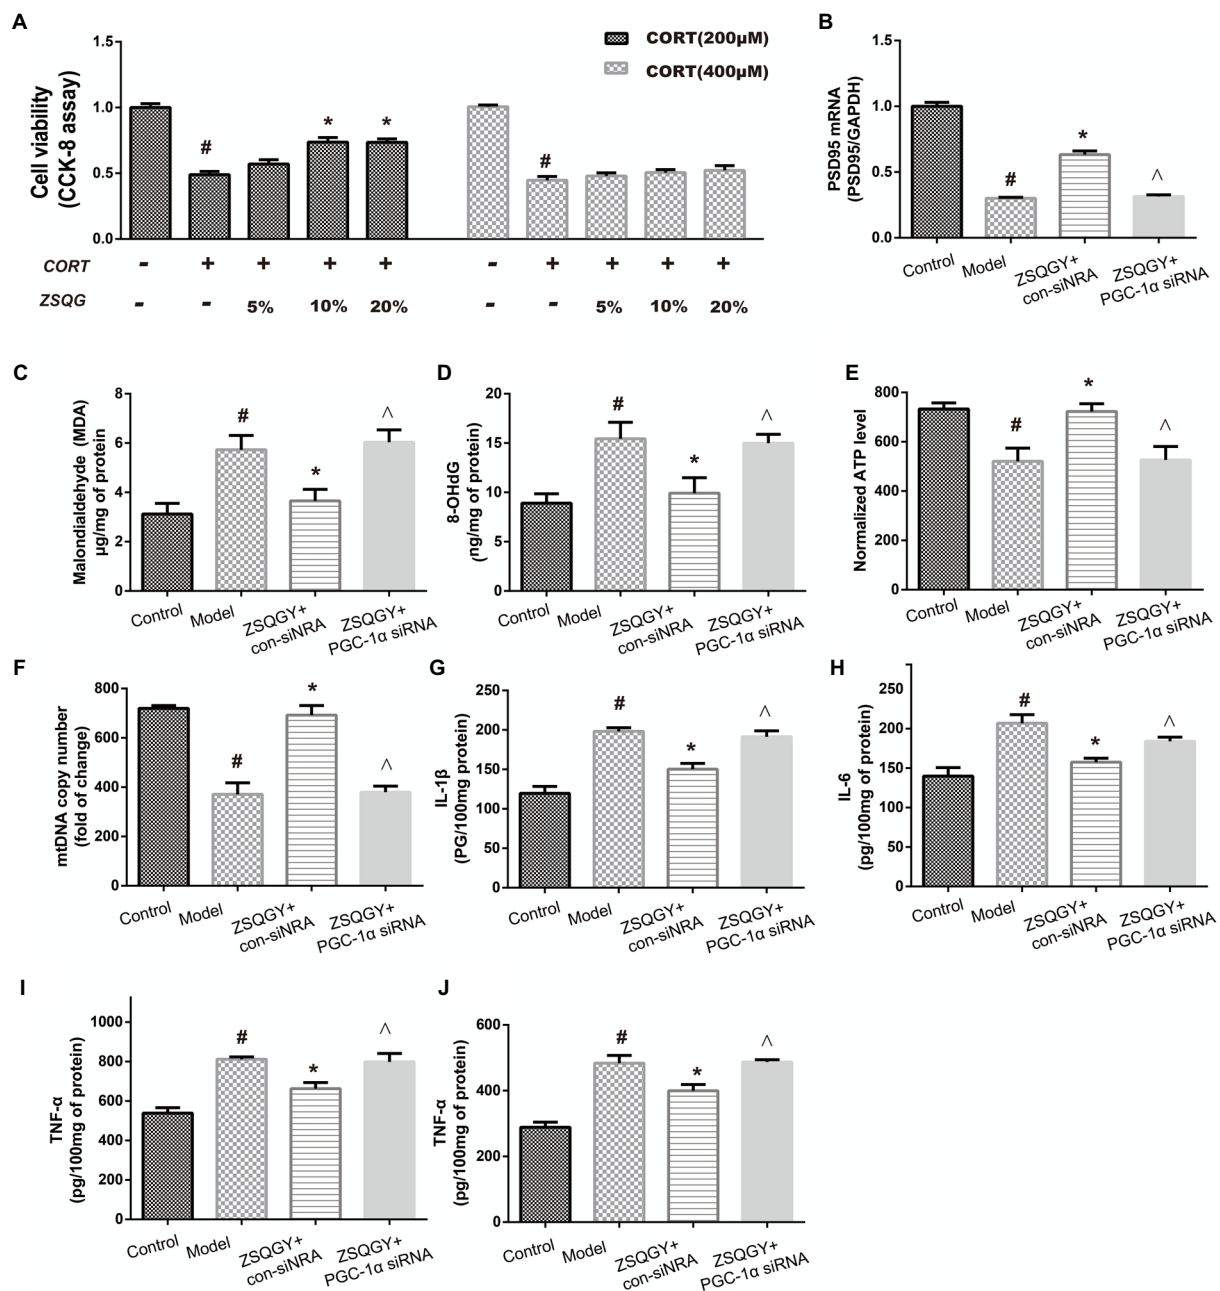 A
Cell viability
(CCK-8 assay)
1.5
1.0
0.5
0.0
CORT(200μM)
CORT(400μM)
#
*
*
#
CORT - + + + + - + + + +
ZSQG - - 5% 10% 20% - - 5% 10% 20%
B
PSD95 mRNA
(PSD95/GAPDH)
1.5
1.0
0.5
0.0
#
*
^
Control
Model
ZSQGY+
con-siNRA
ZSQGY+
PGC-1α siRNA
C
Malondialdehyde (MDA)
μg/mg of protein
8
6
4
2
0
#
*
^
Control
Model
ZSQGY+
con-siNRA
ZSQGY+
PGC-1α siRNA
D
8-OHdG
(ng/mg of protein)
20
15
10
5
0
#
*
^
Control
Model
ZSQGY+
con-siNRA
ZSQGY+
PGC-1α siRNA
E
Normalized ATP level
800
600
400
200
0
#
*
^
Control
Model
ZSQGY+
con-siNRA
ZSQGY+
PGC-1α siRNA
F
mtDNA copy number
(fold of change)
800
600
400
200
0
#
*
^
Control
Model
ZSQGY+
con-siNRA
ZSQGY+
PGC-1α siRNA
G
IL-1β
(PG/100mg protein)
250
200
150
100
50
0
#
*
^
Control
Model
ZSQGY+
con-siNRA
ZSQGY+
PGC-1α siRNA
H
IL-6
(pg/100mg of protein)
250
200
150
100
50
0
#
*
^
Control
Model
ZSQGY+
con-siNRA
ZSQGY+
PGC-1α siRNA
I
TNF-α
(pg/100mg of protein)
1000
800
600
400
200
0
#
*
^
Control
Model
ZSQGY+
con-siNRA
ZSQGY+
PGC-1α siRNA
J
TNF-α
(pg/100mg of protein)
600
400
200
0
#
*
^
Control
Model
ZSQGY+
con-siNRA
ZSQGY+
PGC-1α siRNA